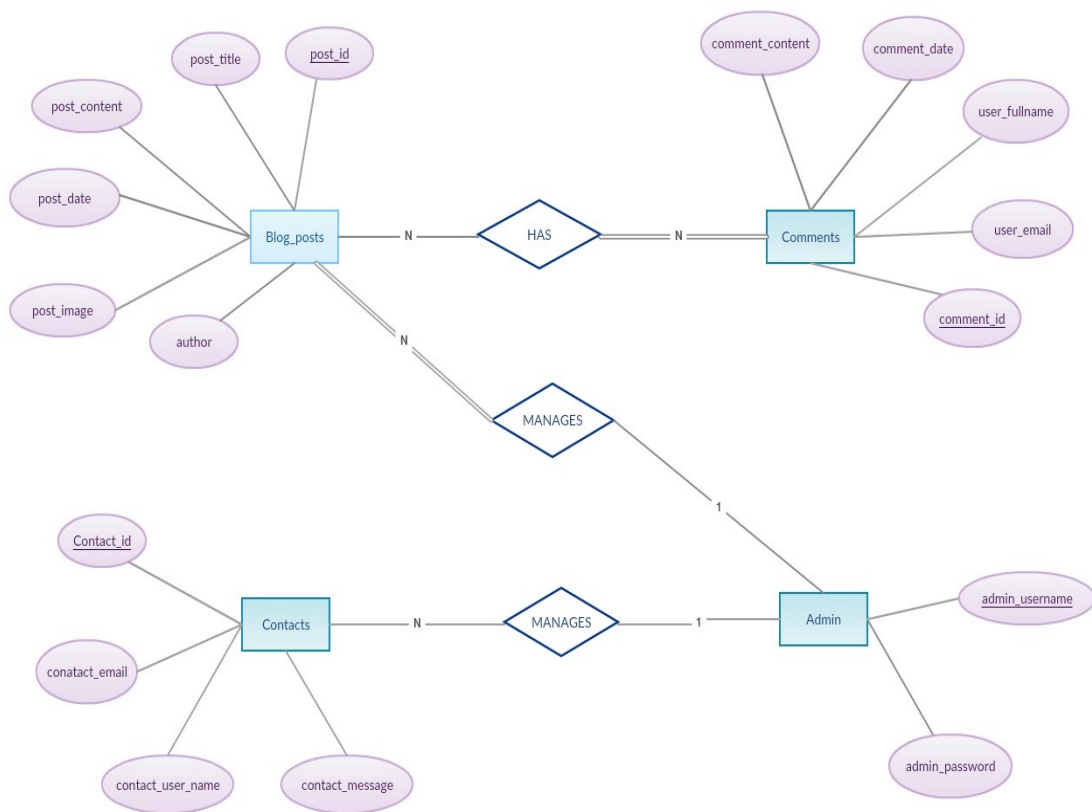 post_title
post_id
comment_content
comment_date
post_content
user_fullname
post_date
Blog_posts
N
HAS
N
Comments
user_email
post_image
author
comment_id
N
MANAGES
1
Contact_id
Contacts
N
MANAGES
1
Admin
admin_username
conatact_email
contact_user_name
contact_message
admin_password